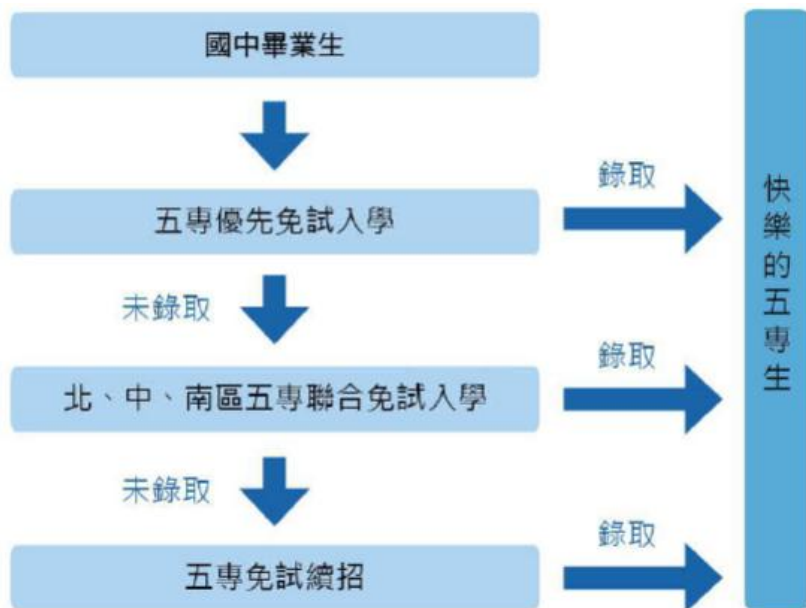 國中畢業生
五專優先免試入學
錄取
未錄取
北、中、南區五專聯合免試入學
錄取
未錄取
五專免試續招
錄取
快樂的五專生